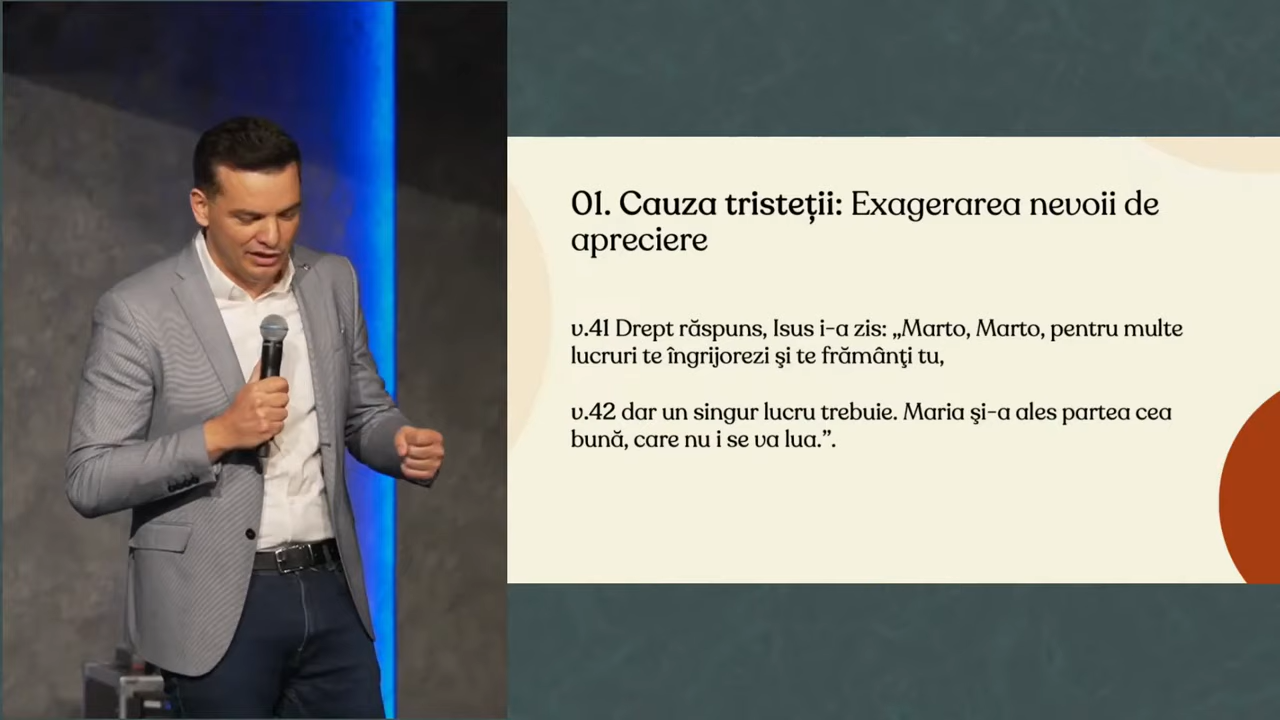 01. Cauza tristeții: Exagerarea nevoii de
apreciere
v.41 Drept răspuns, Isus i-a zis: „Marto, Marto, pentru multe
lucruri te îngrijorezi şi te frămânţi tu,
v.42 dar un singur lucru trebuie. Maria şi-a ales partea cea
bună, care nu i se va lua.”.